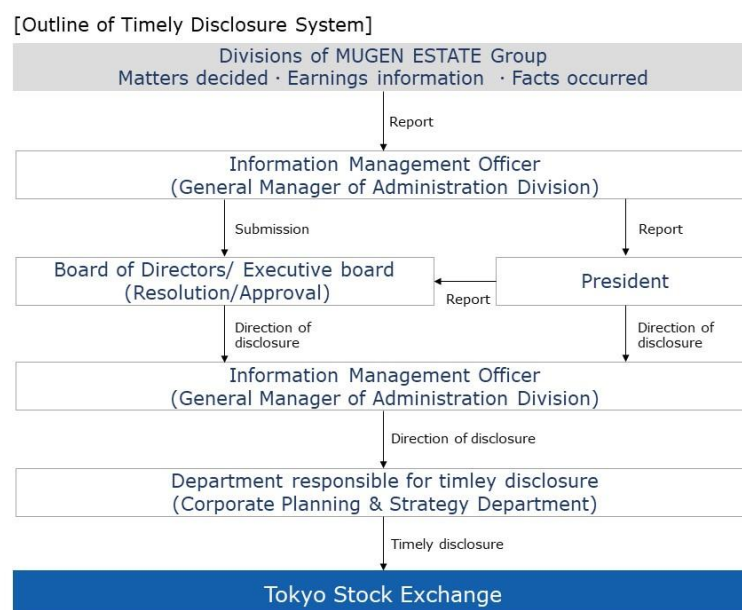 [Outline of Timely Disclosure System]
Divisions of MUGEN ESTATE Group
Matters decided · Earnings information · Facts occurred
Report
Information Management Officer
(General Manager of Administration Division)
Submission
Report
Board of Directors/ Executive board
(Resolution/Approval)
Report
President
Direction of
disclosure
Direction of
disclosure
Information Management Officer
(General Manager of Administration Division)
Direction of disclosure
Department responsible for timley disclosure
(Corporate Planning & Strategy Department)
Timely disclosure
Tokyo Stock Exchange